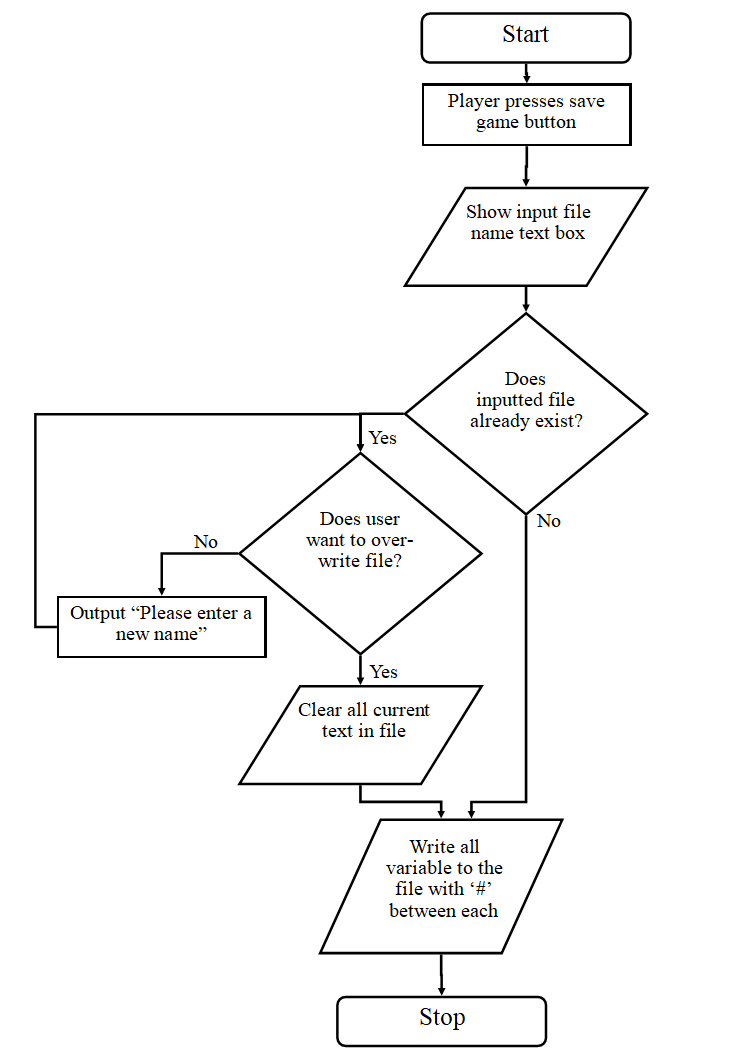 Start
Player presses save
game button
Show input file
name text box
Does
inputted file
already exist?
Yes
No
Does user
want to over-
write file?
No
Output “Please enter a
new name”
Yes
Clear all current
text in file
Write all
variable to the
file with ‘#’
between each
Stop